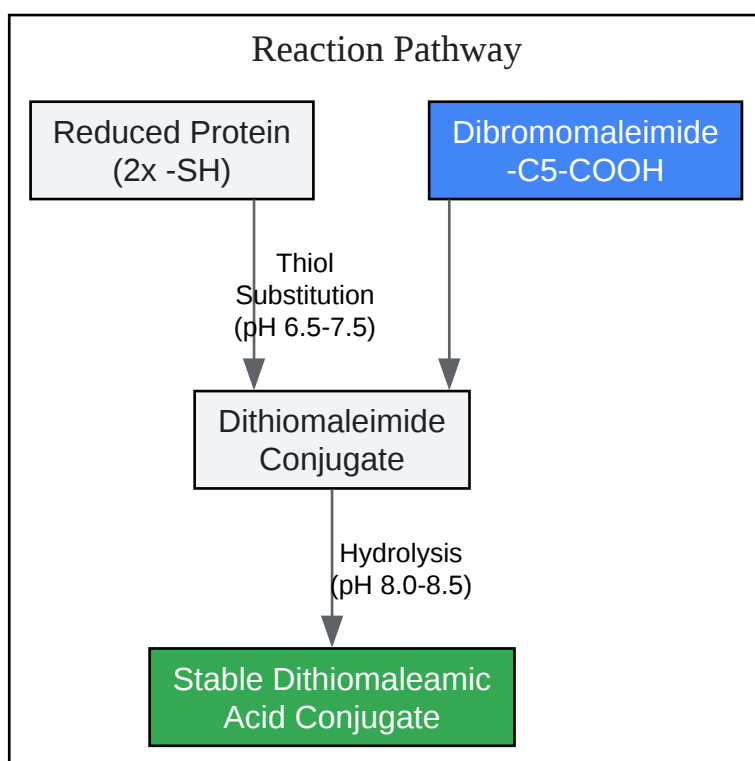 Reaction Pathway
Reduced Protein
(2x -SH)
Dibromomaleimide
-C5-COOH
Thiol
Substitution
(pH 6.5-7.5)
Dithiomaleimide
Conjugate
Hydrolysis
(pH 8.0-8.5)
Stable Dithiomaleamic
Acid Conjugate